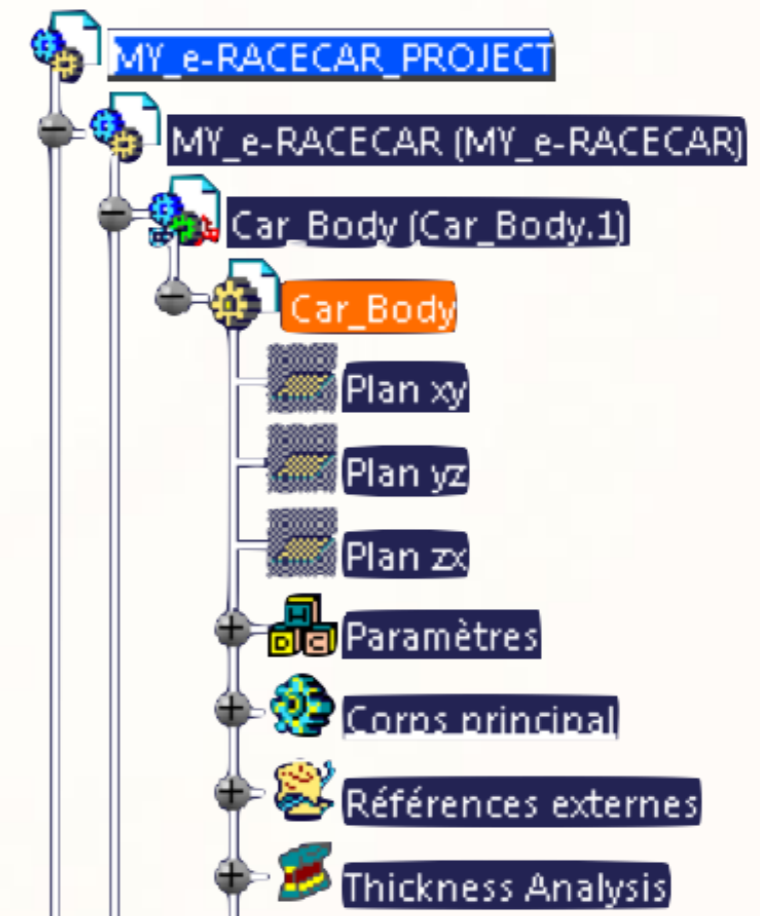 MY_e-RACECAR_PROJECT
MY_e-RACECAR (MY_e-RACECAR)
Car_Body (Car_Body.1)
Car_Body
Plan xy
Plan yz
Plan zx
Paramètres
Corps principal
Références externes
Thickness Analysis